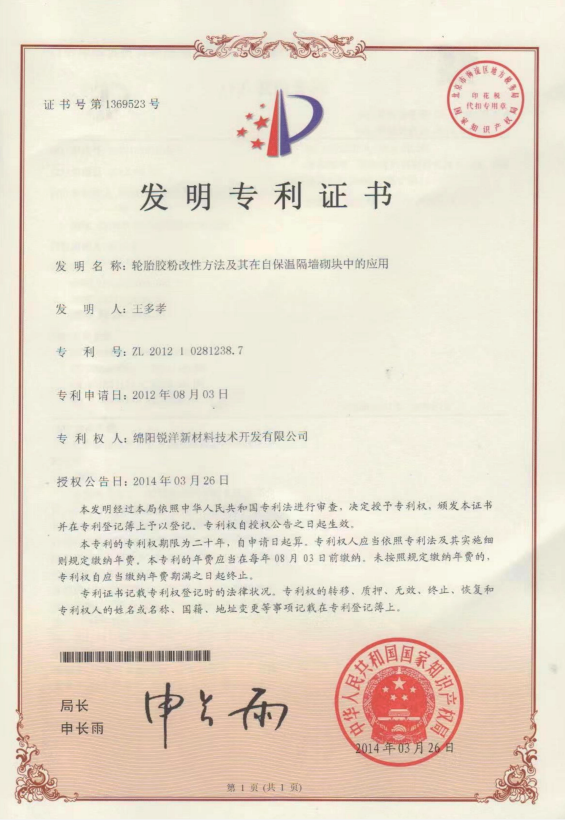 证书号第1369523号
北京市海淀区地方税务局
印花税
代扣专用章
国家知识产权局
发明专利证书
发明名称：轮胎胶粉改性方法及其在自保温隔墙砌块中的应用
发明人：王多孝
专利号：ZL 2012 1 0281238.7
专利申请日：2012年08月03日
专利权人：绵阳锐洋新材料技术开发有限公司
授权公告日：2014年03月26日
本发明经过本局依照中华人民共和国专利法进行审查，决定授予专利权，颁发本证书
并在专利登记簿上予以登记。专利权自授权公告之日起生效。
本专利的专利权期限为二十年，自申请日起算。专利权人应当依照专利法及其实施细
则规定缴纳年费。本专利的年费应当在每年08月03日前缴纳。未按照规定缴纳年费的，
专利权自应当缴纳年费期满之日起终止。
专利证书记载专利权登记时的法律状况。专利权的转移、质押、无效、终止、恢复和
专利权人的姓名或名称、国籍、地址变更等事项记载在专利登记簿上。
局长
申长雨
申长雨
中华人民共和国国家知识产权局
2014年03月26日
第1页(共1页)